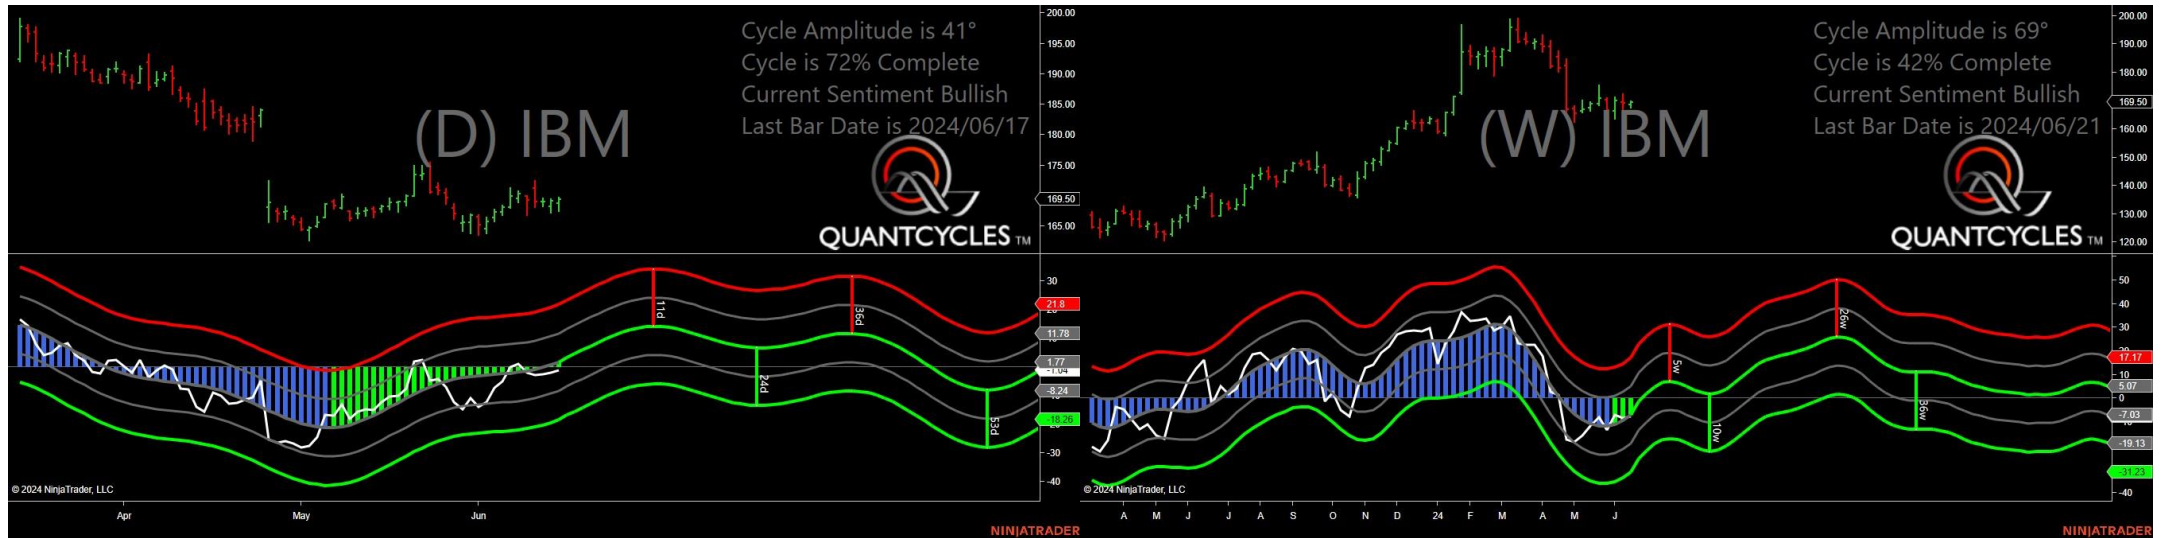 Cycle Amplitude is 41°
Cycle is 72% Complete
Current Sentiment Bullish
Last Bar Date is 2024/06/17
(D) IBM
QUANTCYCLES TM
200.00
195.00
190.00
185.00
180.00
175.00
169.50
165.00
11d
24d
36d
53d
30
21.8
11.78
1.77
-1.04
-8.24
-18.26
-30
-40
© 2024 NinjaTrader, LLC
Apr
May
Jun
NINJATRADER
Cycle Amplitude is 69°
Cycle is 42% Complete
Current Sentiment Bullish
Last Bar Date is 2024/06/21
(W) IBM
QUANTCYCLES TM
200.00
190.00
180.00
169.50
160.00
150.00
140.00
130.00
120.00
5w
10w
26w
36w
50
40
30
17.17
10
5.07
0
-7.03
-19.13
-31.23
-40
© 2024 NinjaTrader, LLC
A M J J A S O N D 24 F M A M J
NINJATRADER